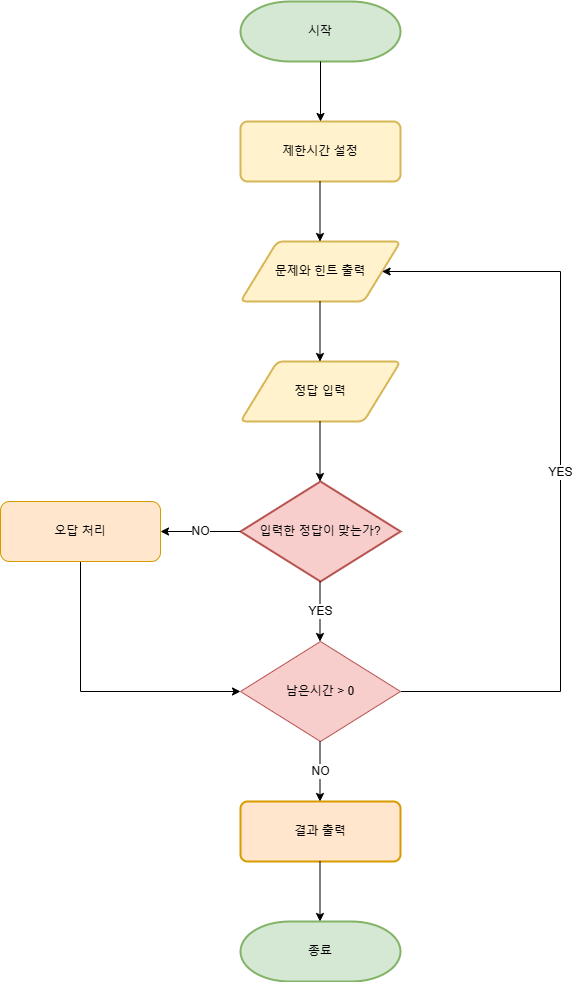 시작
제한시간 설정
문제와 힌트 출력
정답 입력
YES
입력한 정답이 맞는가?
NO
오답 처리
YES
남은시간 > 0
NO
결과 출력
종료